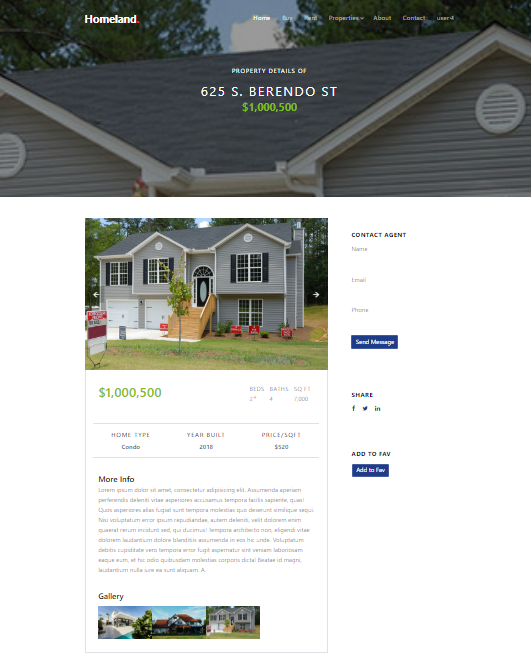 Homeland.
Home Buy Rent Properties About Contact user4
PROPERTY DETAILS OF
625 S. BERENDO ST
$1,000,500
CONTACT AGENT
Name
Email
Phone
Send Message
$1,000,500
BEDS BATHS SQ FT
2+ 4 7,000
SHARE
HOME TYPE YEAR BUILT PRICE/SQFT
Condo 2018 $520
ADD TO FAV
Add to Fav
More Info
Lorem ipsum dolor sit amet, consectetur adipisicing elit. Assumenda aperiam
perferendis deleniti vitae asperiores accusamus tempora facilis sapiente, quas!
Quos asperiores alias fugiat sunt tempora molestias quo deserunt similique sequi.
Nisi voluptatum error ipsum repudiandae, autem deleniti, velit dolorem enim
quaerat rerum incidunt sed, qui ducimus! Tempora architecto non, eligendi vitae
dolorem laudantium dolore blanditiis assumenda in eos hic unde.
Voluptatum
debitis cupiditate vero tempora error fugit aspernatur sint veniam laboriosam
eaque eum, et hic odio quibusdam molestias corporis dicta! Beatae id magni,
laudantium nulla iure ea sunt aliquam. A.
Gallery